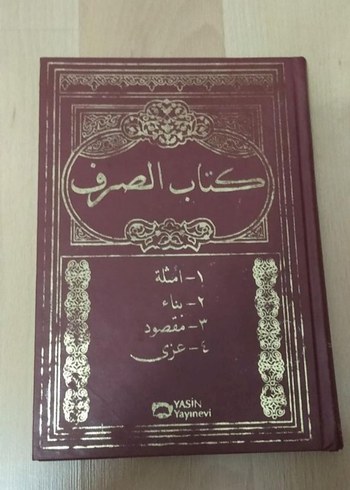 كتاب الصرف
١- امثلة
٢- بناء
٣- مقصود
٤- عزى
YASİN
Yayınevi